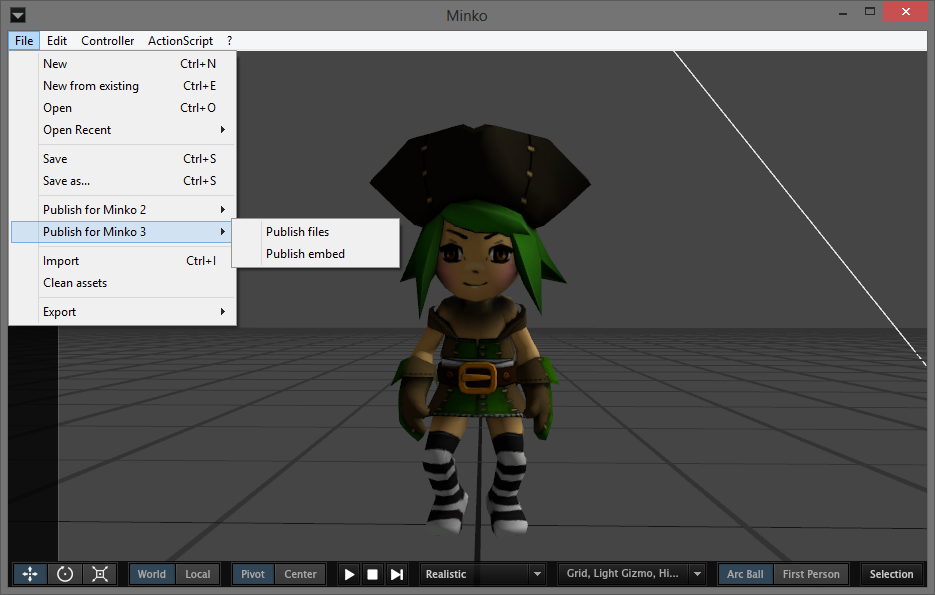 Minko
File Edit Controller ActionScript ?
New Ctrl+N
New from existing Ctrl+E
Open Ctrl+O
Open Recent
Save Ctrl+S
Save as... Ctrl+S
Publish for Minko 2
Publish for Minko 3
Publish files
Publish embed
Import Ctrl+I
Clean assets
Export
World Local Pivot Center Realistic Grid, Light Gizmo, Hi... Arc Ball First Person Selection